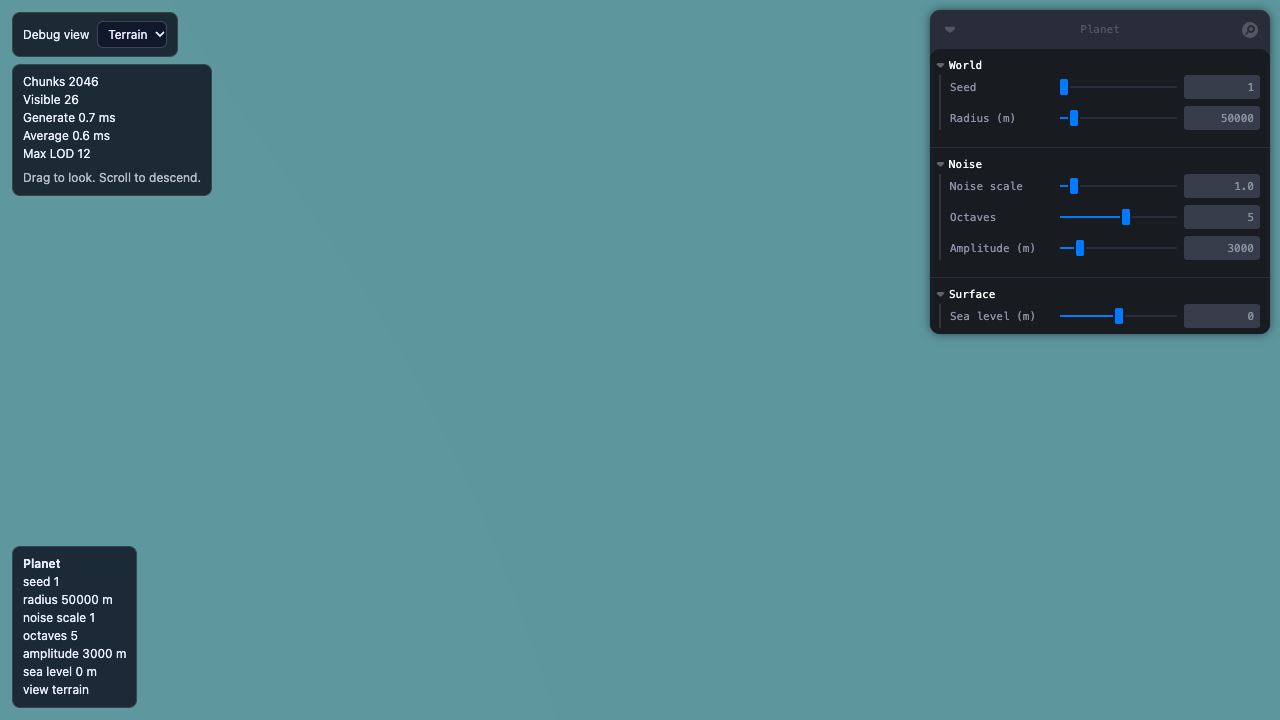 Debug view Terrain
Chunks 2046
Visible 26
Generate 0.7 ms
Average 0.6 ms
Max LOD 12
Drag to look. Scroll to descend.
Planet
World
Seed 1
Radius (m) 50000
Noise
Noise scale 1.0
Octaves 5
Amplitude (m) 3000
Surface
Sea level (m) 0
Planet
seed 1
radius 50000 m
noise scale 1
octaves 5
amplitude 3000 m
sea level 0 m
view terrain